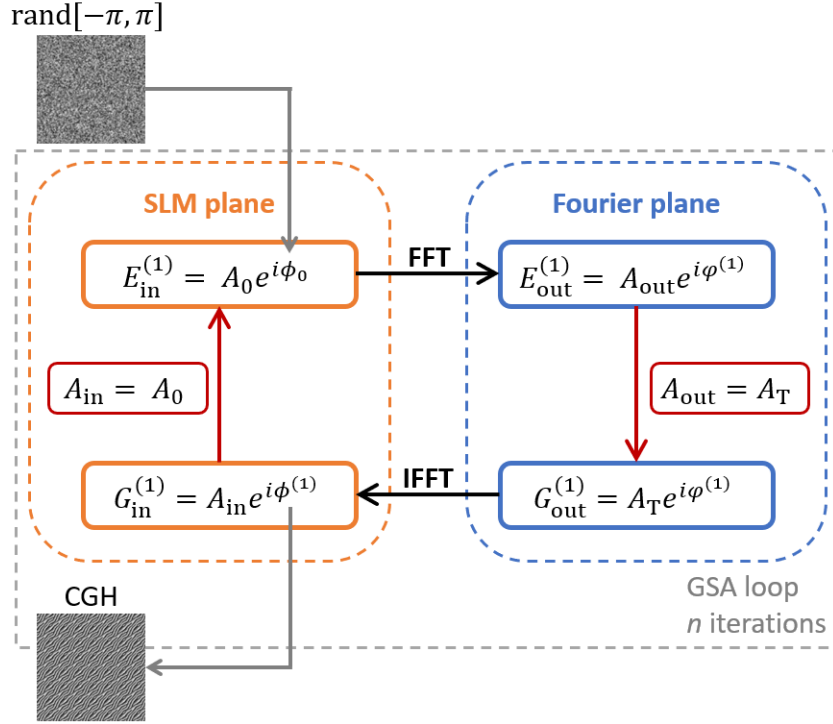 rand[−π, π]
SLM plane
Fourier plane
E_in^(1) = A_0 e^{iϕ_0}
FFT
E_out^(1) = A_out e^{iφ^(1)}
A_in = A_0
A_out = A_T
G_in^(1) = A_in e^{iϕ^(1)}
IFFT
G_out^(1) = A_T e^{iφ^(1)}
CGH
GSA loop
n iterations